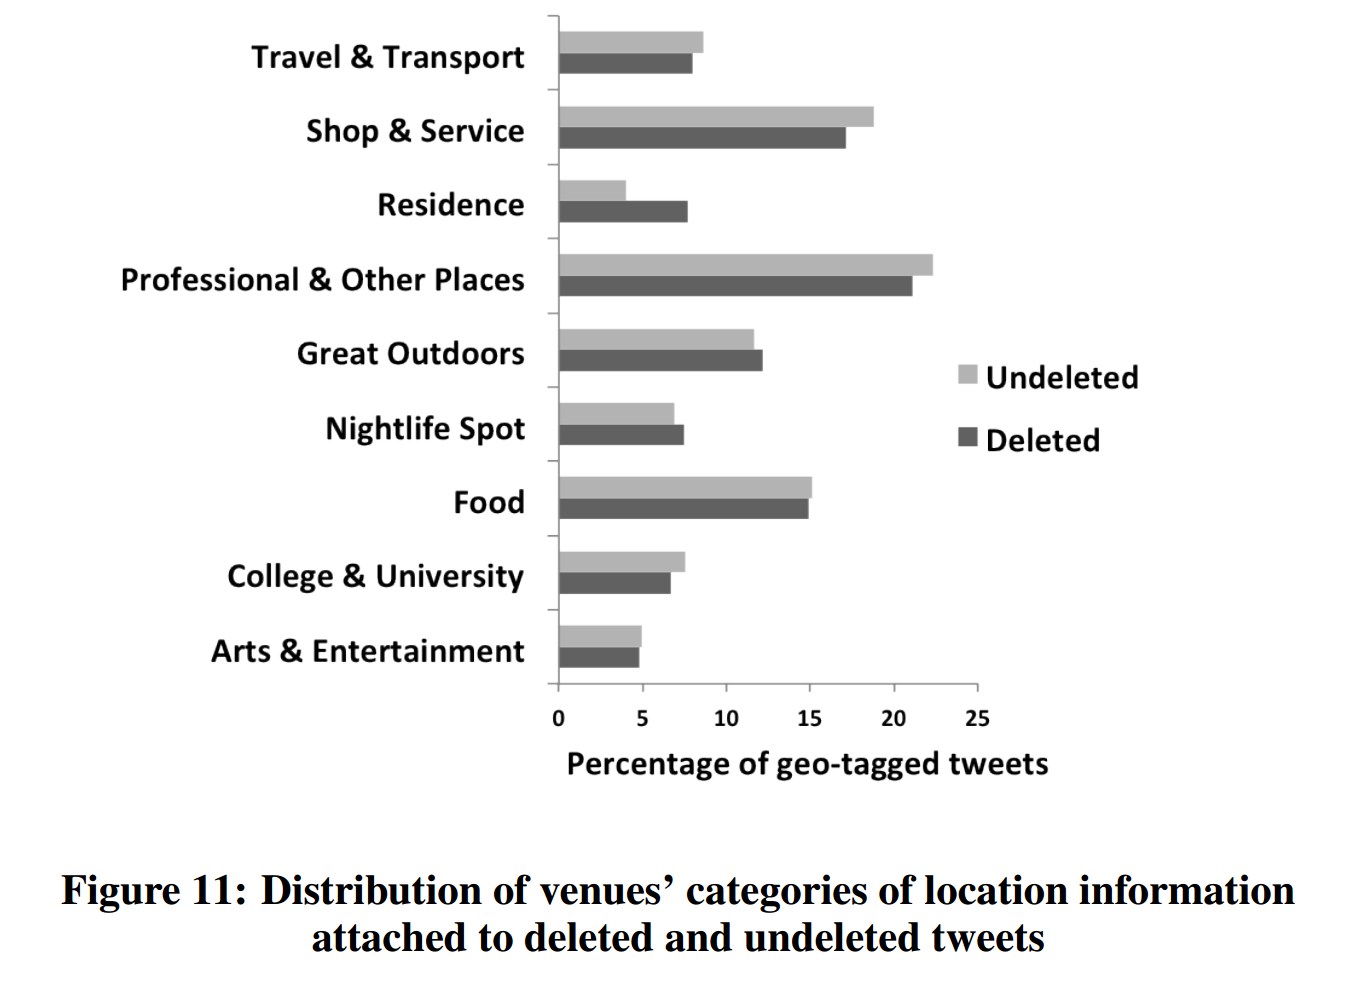 Travel & Transport
Shop & Service
Residence
Professional & Other Places
Great Outdoors
Nightlife Spot
Food
College & University
Arts & Entertainment
Undeleted
Deleted
0 5 10 15 20 25
Percentage of geo-tagged tweets
Figure 11: Distribution of venues’ categories of location information
attached to deleted and undeleted tweets